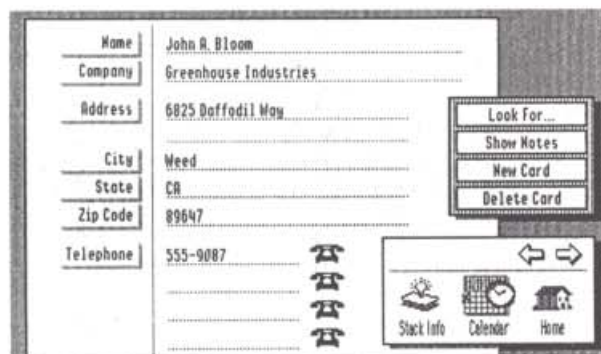 Name John A. Bloom
Company Greenhouse Industries
Address 6825 Daffodil Way
City Weed
State CA
Zip Code 89647
Telephone 555-9087
Look For...
Show Notes
New Card
Delete Card
Stack Info Calendar Home